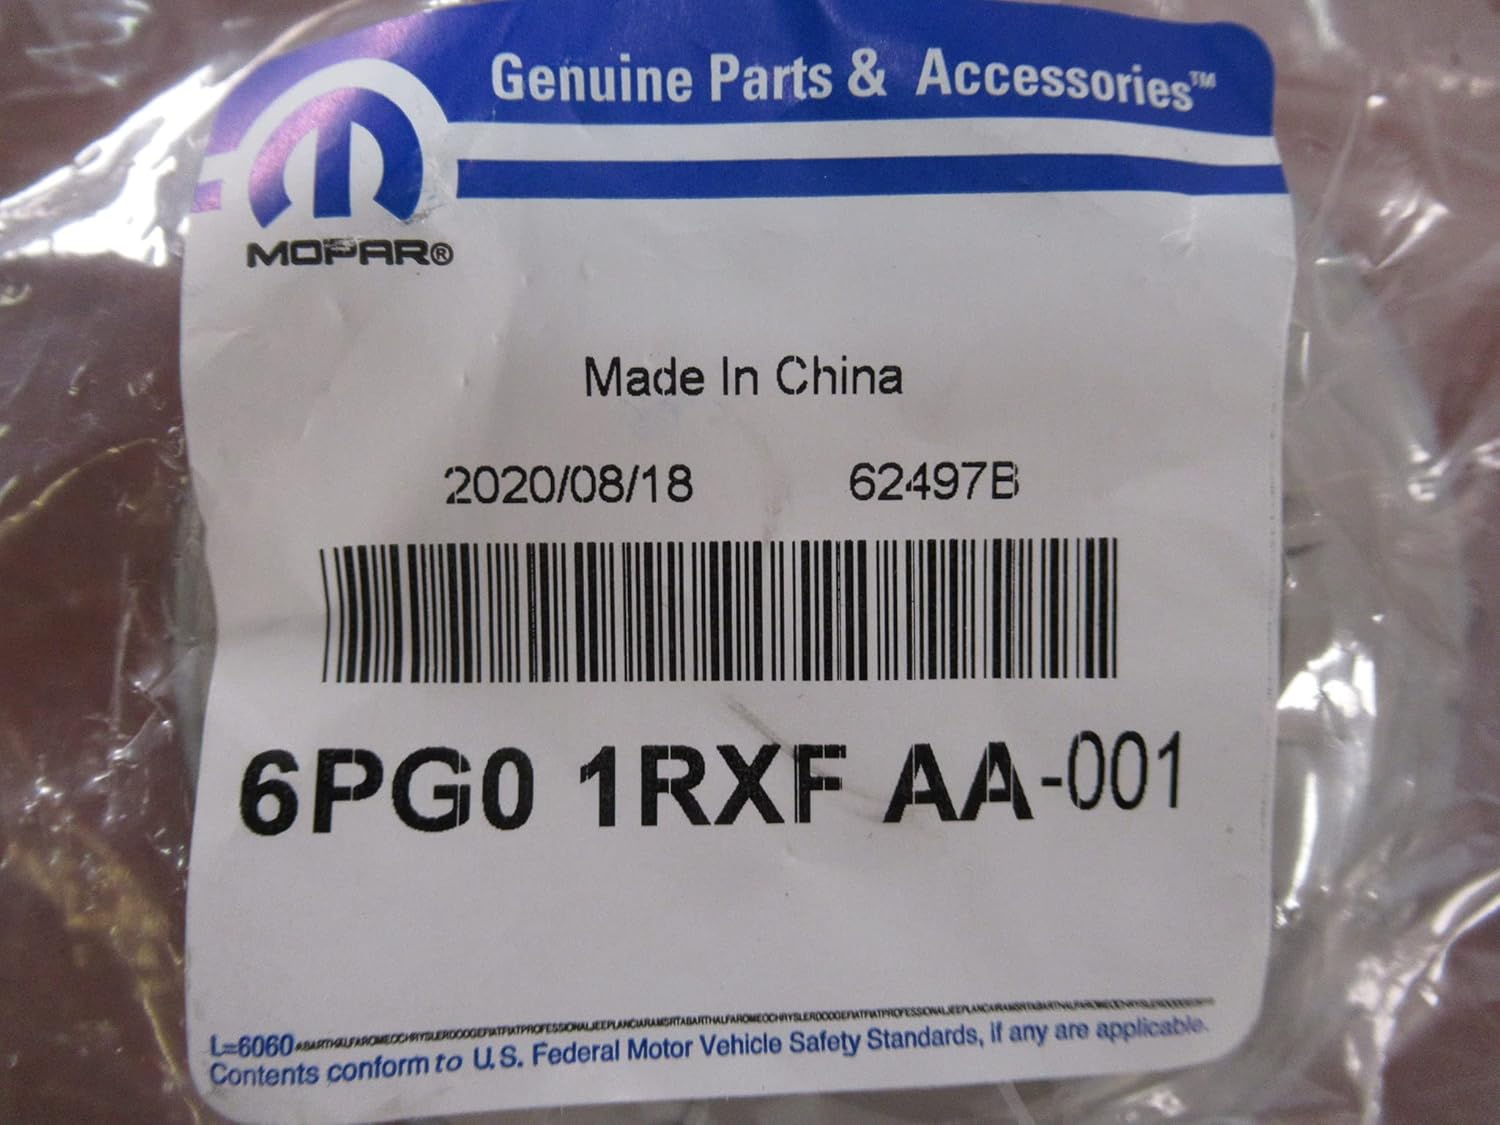 Genuine Parts & Accessories™
MOPAR®
Made In China
2020/08/18 62497B
6PG0 1RXF AA-001
L=6060
Contents conform to U.S. Federal Motor Vehicle Safety Standards, if any are applicable.